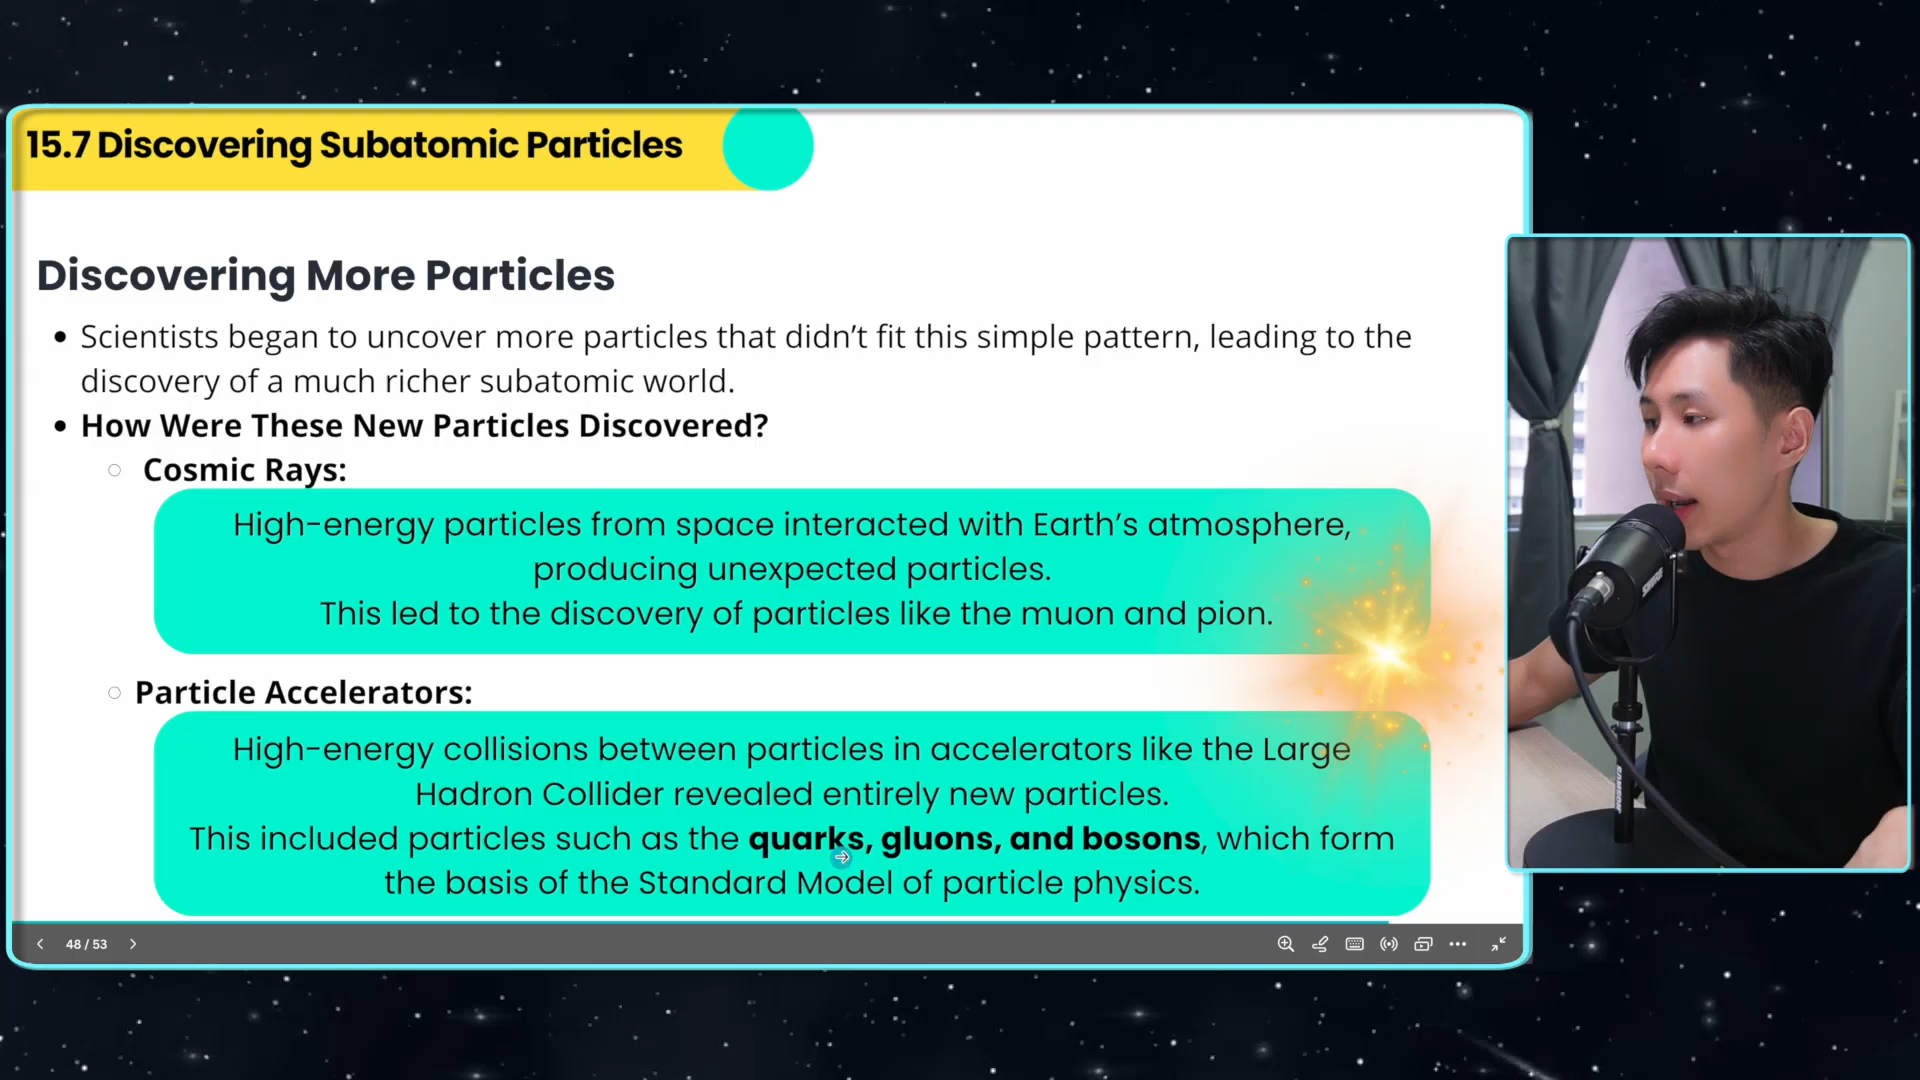 15.7 Discovering Subatomic Particles
Discovering More Particles
• Scientists began to uncover more particles that didn't fit this simple pattern, leading to the
discovery of a much richer subatomic world.
• How Were These New Particles Discovered?
○ Cosmic Rays:
High-energy particles from space interacted with Earth's atmosphere,
producing unexpected particles.
This led to the discovery of particles like the muon and pion.
○ Particle Accelerators:
High-energy collisions between particles in accelerators like the Large
Hadron Collider revealed entirely new particles.
This included particles such as the quarks, gluons, and bosons, which form
the basis of the Standard Model of particle physics.
48 / 53
SHURE
SAMSON